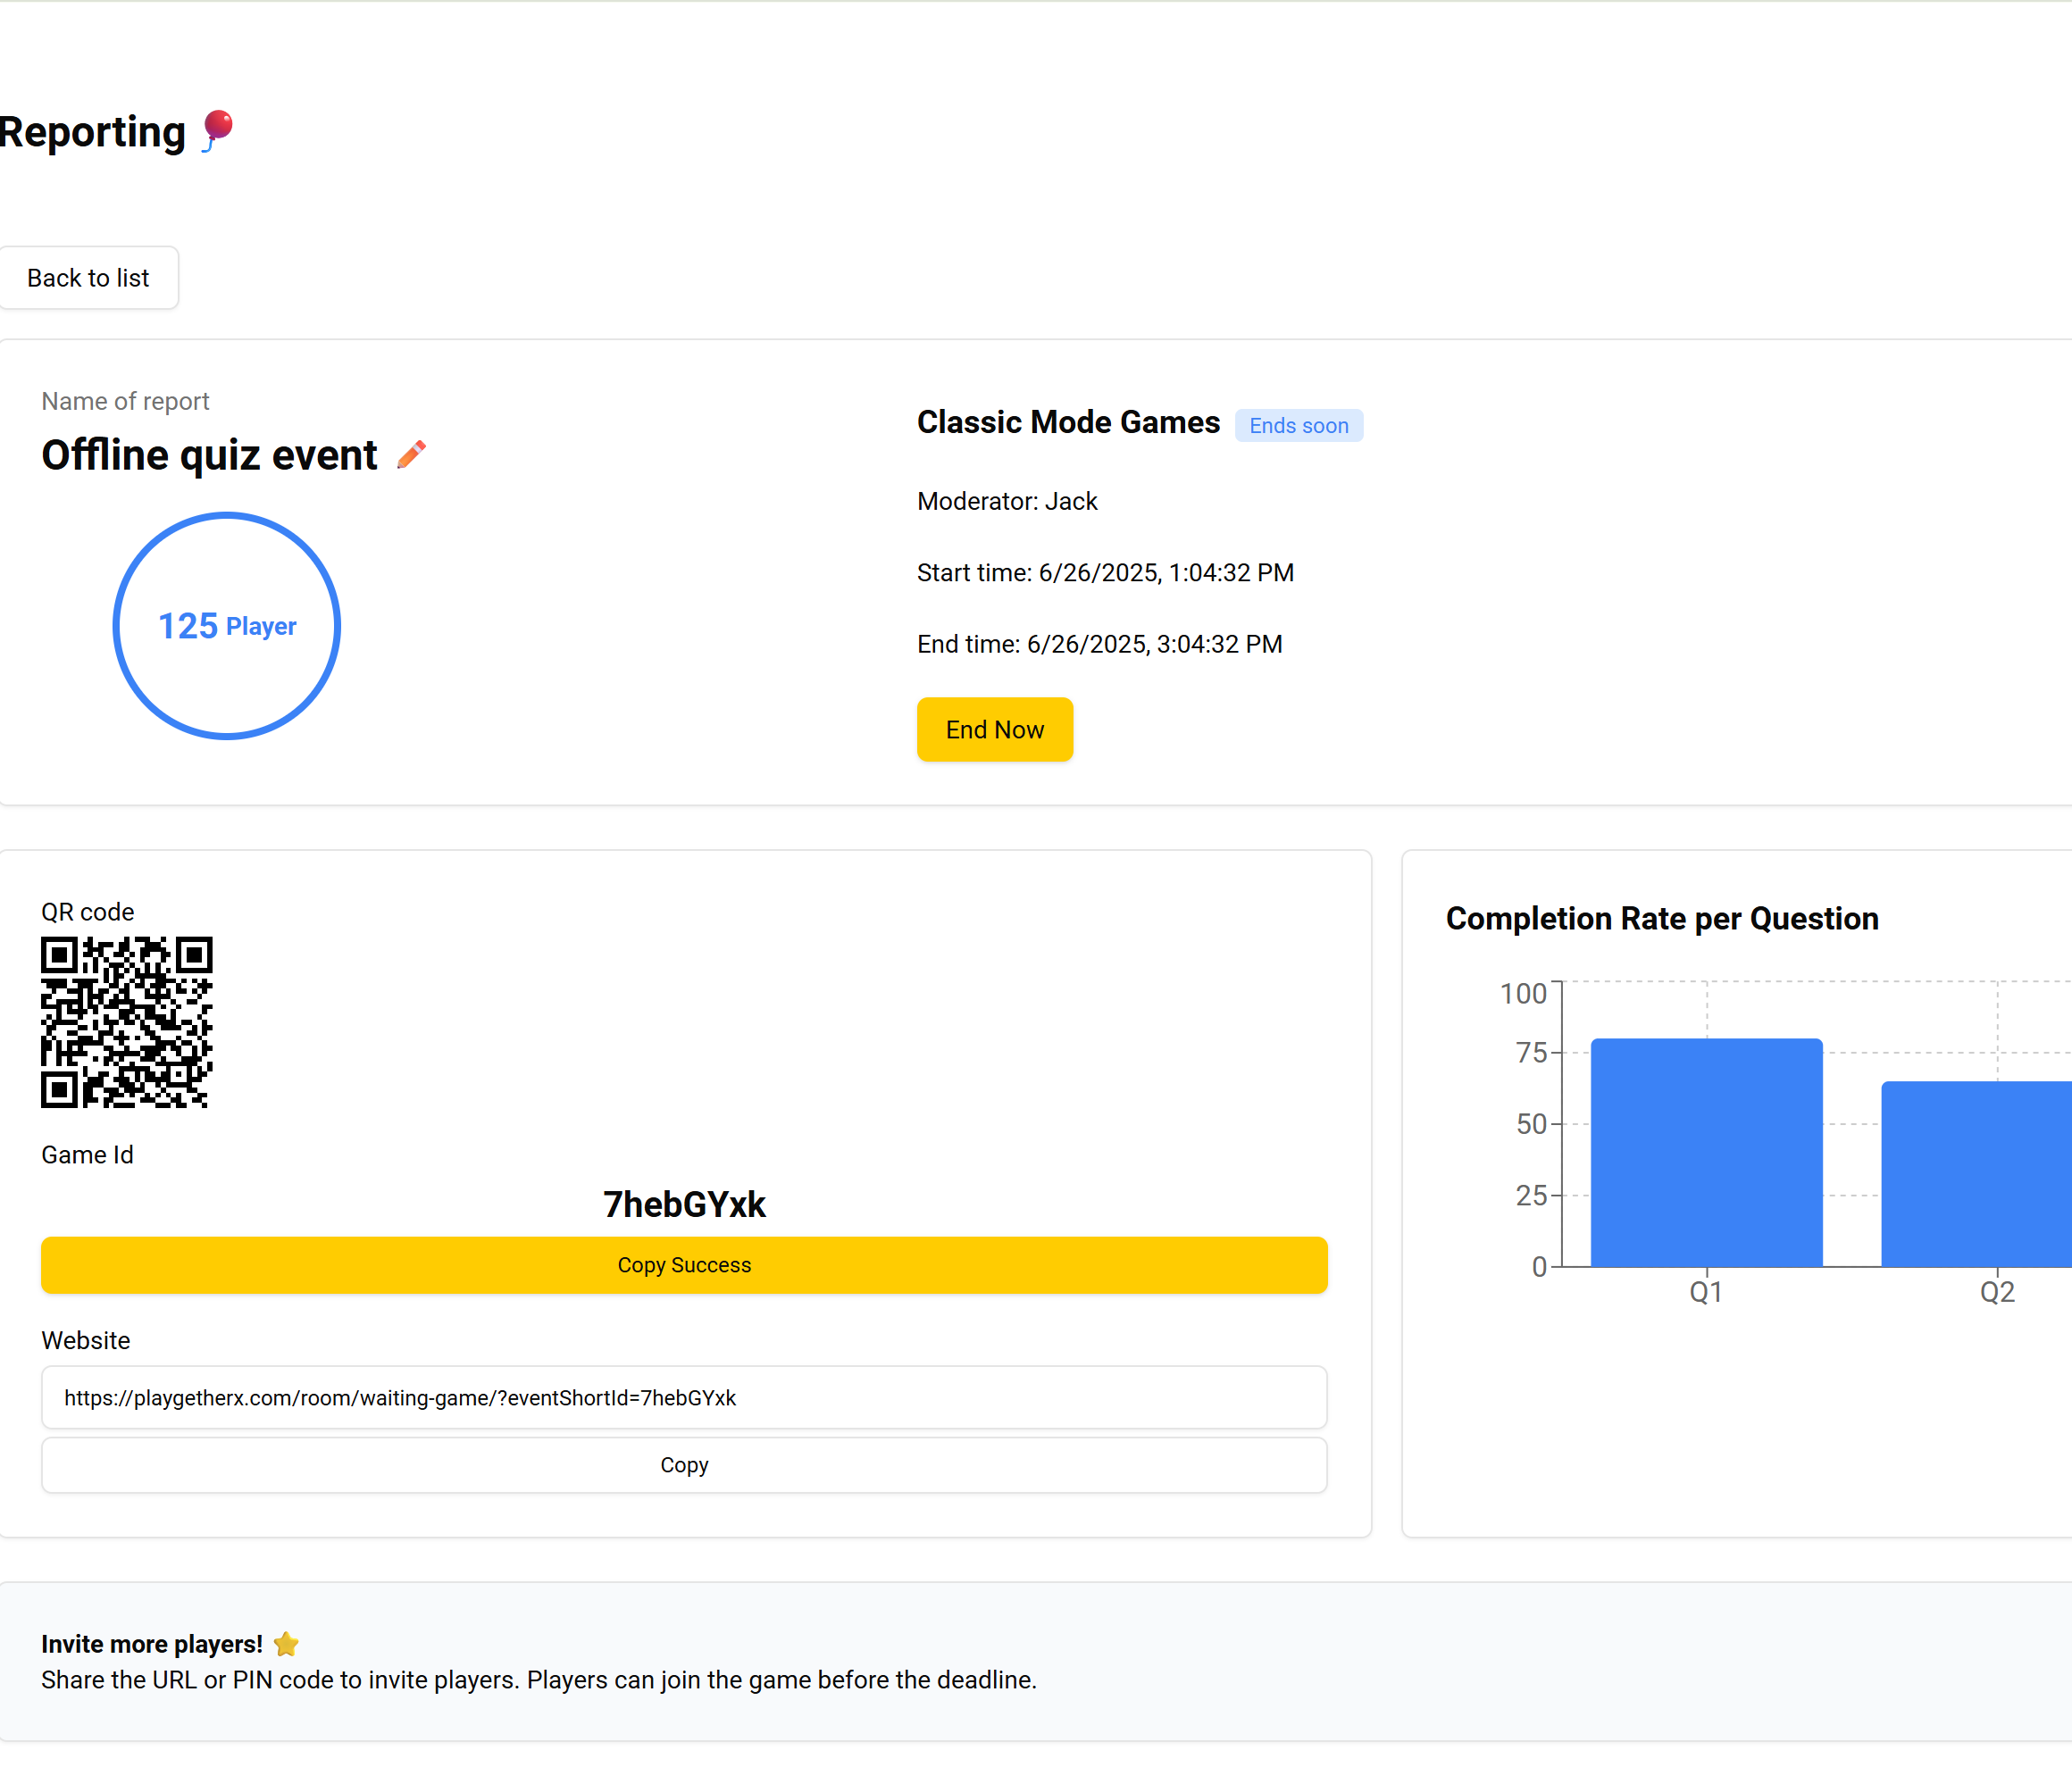 Reporting 🎈
Back to list
Name of report
Offline quiz event
125 Player
Classic Mode Games Ends soon
Moderator: Jack
Start time: 6/26/2025, 1:04:32 PM
End time: 6/26/2025, 3:04:32 PM
End Now
QR code
Game Id
7hebGYxk
Copy Success
Website
https://playgetherx.com/room/waiting-game/?eventShortId=7hebGYxk
Copy
Completion Rate per Question
100
75
50
25
0
Q1 Q2
Invite more players! ⭐
Share the URL or PIN code to invite players. Players can join the game before the deadline.